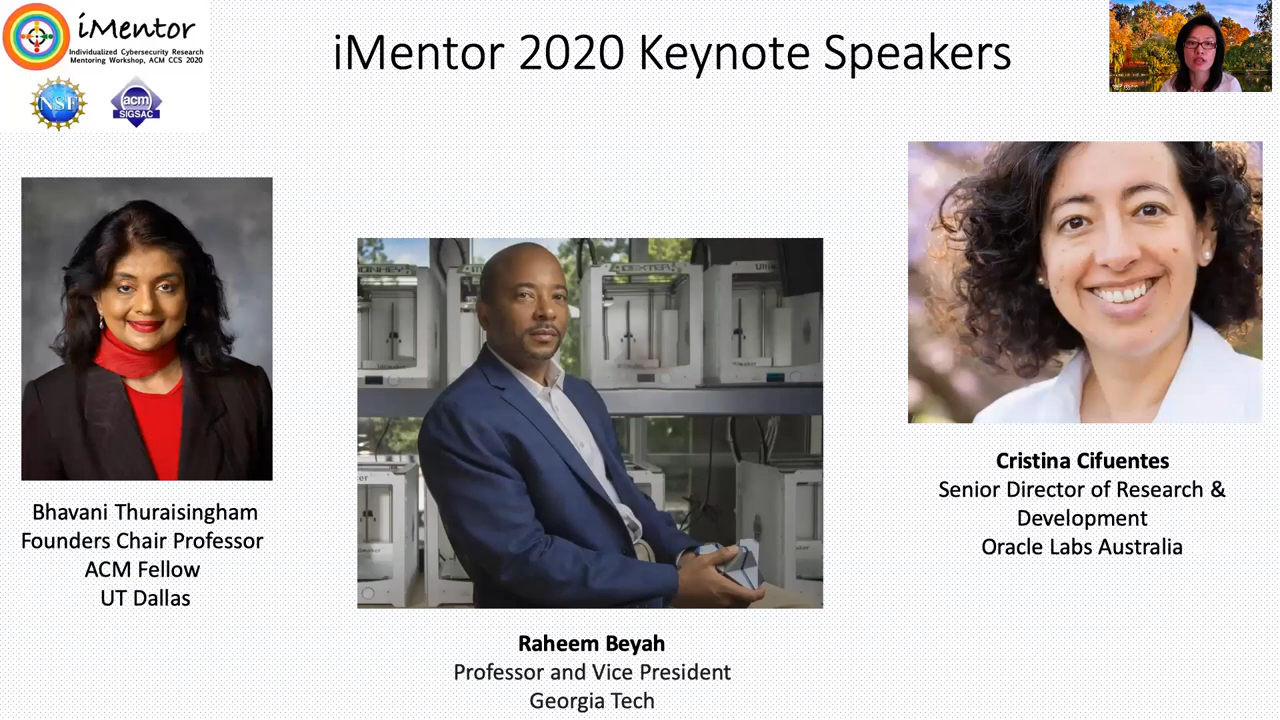 iMentor
Individualized Cybersecurity Research
Mentoring Workshop, ACM CCS 2020
NSF
acm
SIGSAC
iMentor 2020 Keynote Speakers
DEXTER
Bhavani Thuraisingham
Founders Chair Professor
ACM Fellow
UT Dallas
Raheem Beyah
Professor and Vice President
Georgia Tech
Cristina Cifuentes
Senior Director of Research &
Development
Oracle Labs Australia